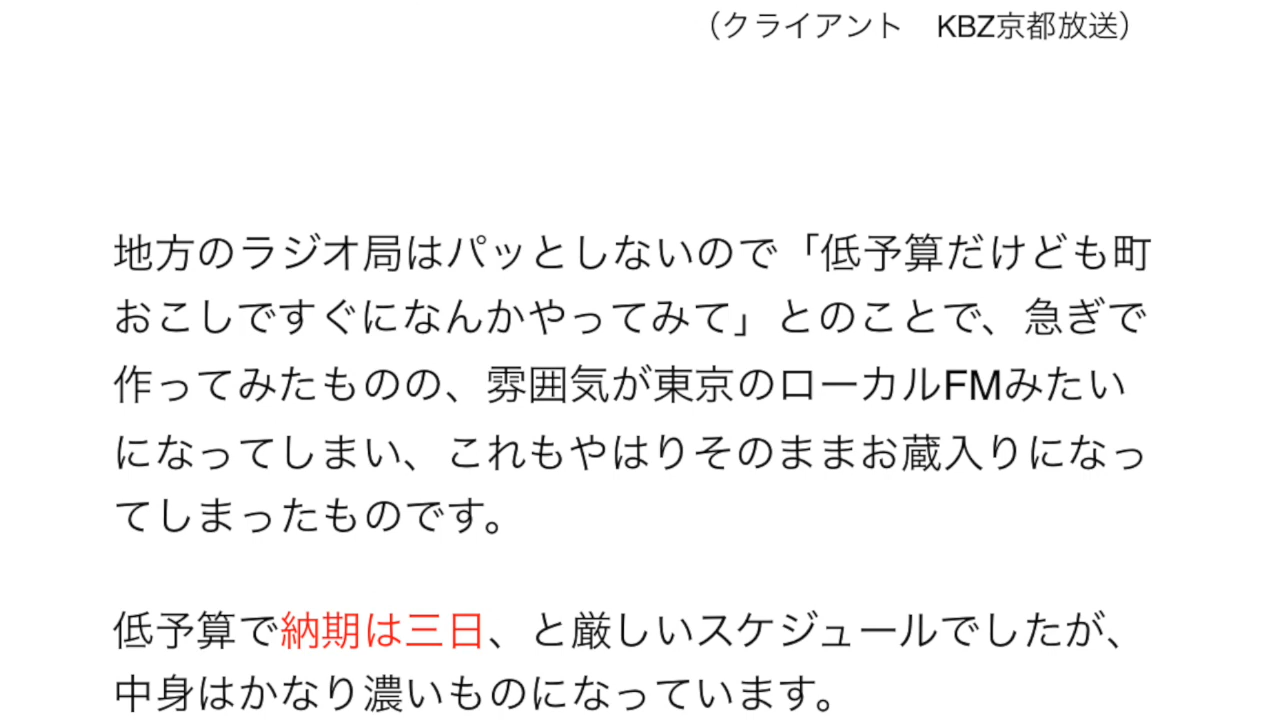 （クライアント　KBZ京都放送）
地方のラジオ局はパッとしないので「低予算だけども町
おこしですぐになんかやってみて」とのことで、急ぎで
作ってみたものの、雰囲気が東京のローカルFMみたい
になってしまい、これもやはりそのままお蔵入りになっ
てしまったものです。
低予算で納期は三日、と厳しいスケジュールでしたが、
中身はかなり濃いものになっています。